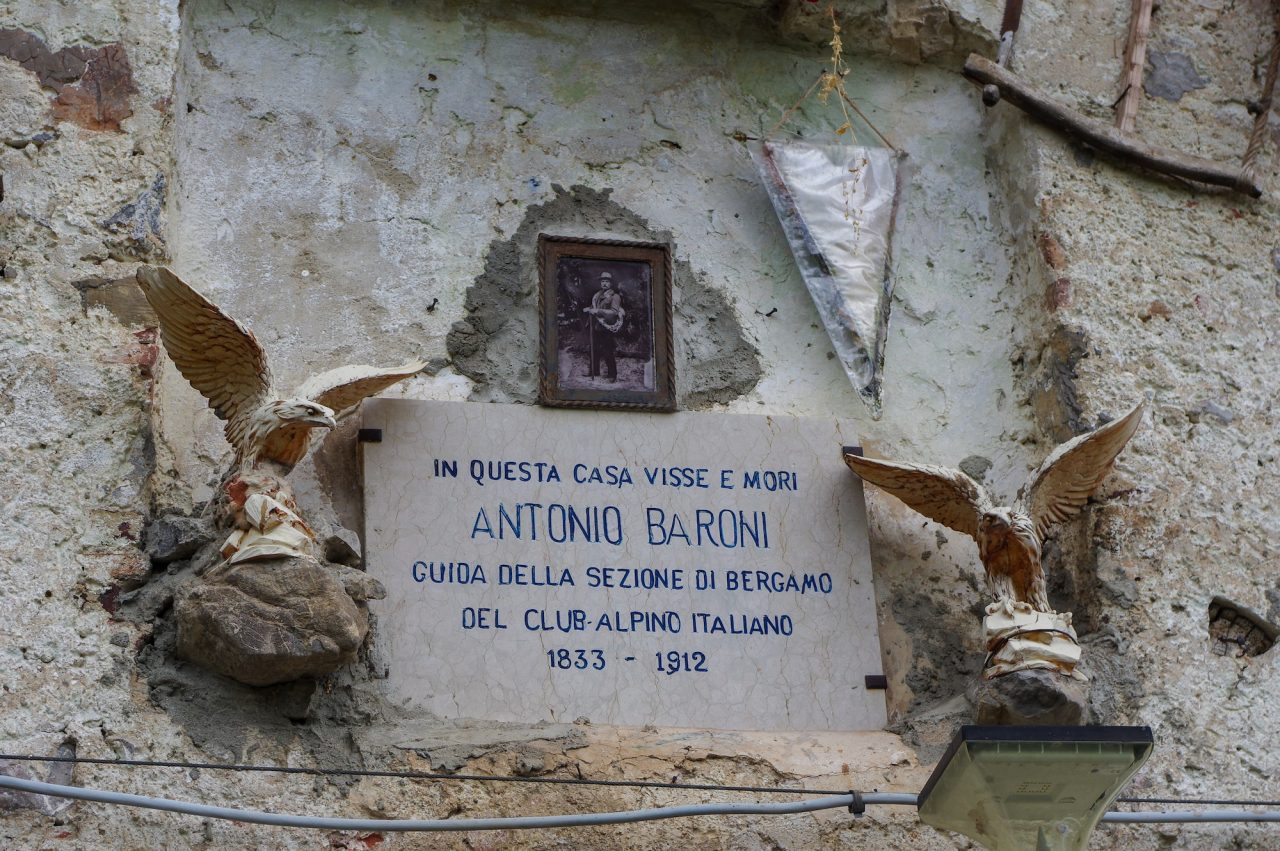 IN QUESTA CASA VISSE E MORI
ANTONIO BARONI
GUIDA DELLA SEZIONE DI BERGAMO
DEL CLUB-ALPINO ITALIANO
1833 - 1912